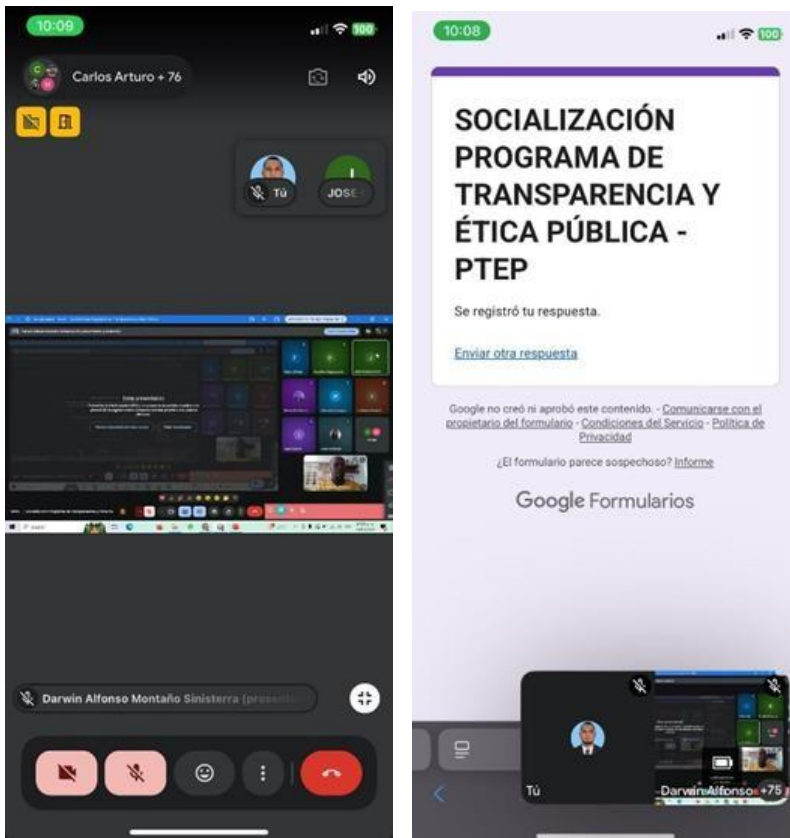 10:09
100
Carlos Arturo + 76
Tú
JOSE
Darwin Alfonso Montaño Sinisterra (presen
10:08
100
SOCIALIZACIÓN
PROGRAMA DE
TRANSPARENCIA Y
ÉTICA PÚBLICA -
PTEP
Se registró tu respuesta.
Enviar otra respuesta
Google no creó ni aprobó este contenido. - Comunicarse con el
propietario del formulario - Condiciones del Servicio - Política de
Privacidad
¿El formulario parece sospechoso? Informe
Google Formularios
Tú
Darwin Alfonso
+75